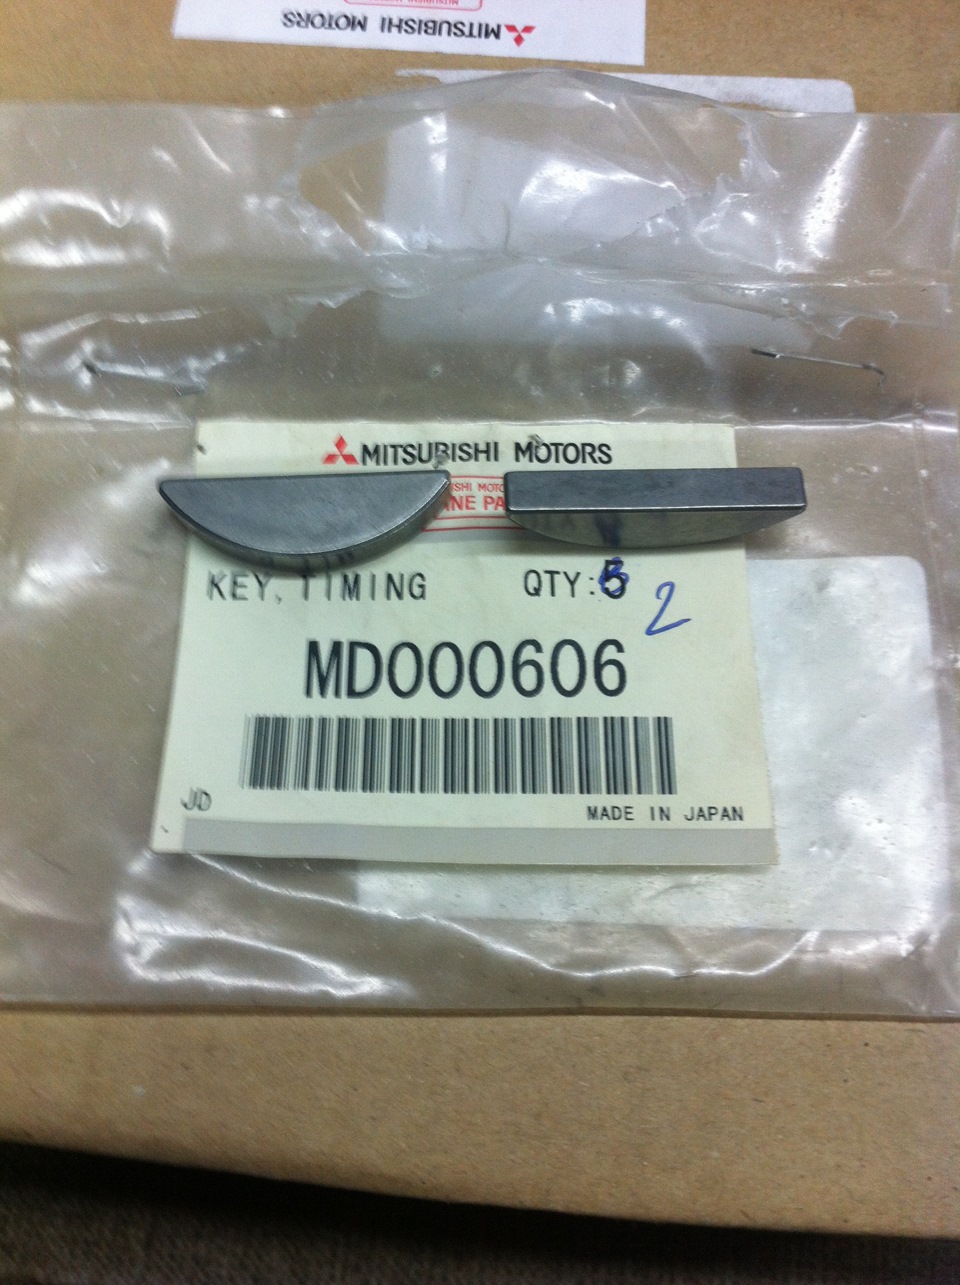 MITSUBISHI MOTORS
MITSUBISHI MOTORS
KEY, TIMING QTY:5
2
MD000606
JD
MADE IN JAPAN